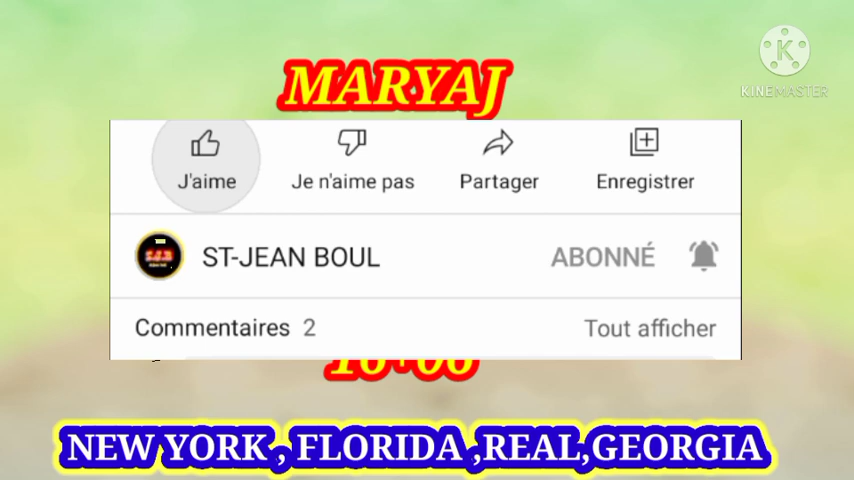 MARYAJ
KINEMASTER
J'aime
Je n'aime pas
Partager
Enregistrer
ST-JEAN BOUL
ABONNÉ
Commentaires 2
Tout afficher
NEW YORK , FLORIDA ,REAL,GEORGIA